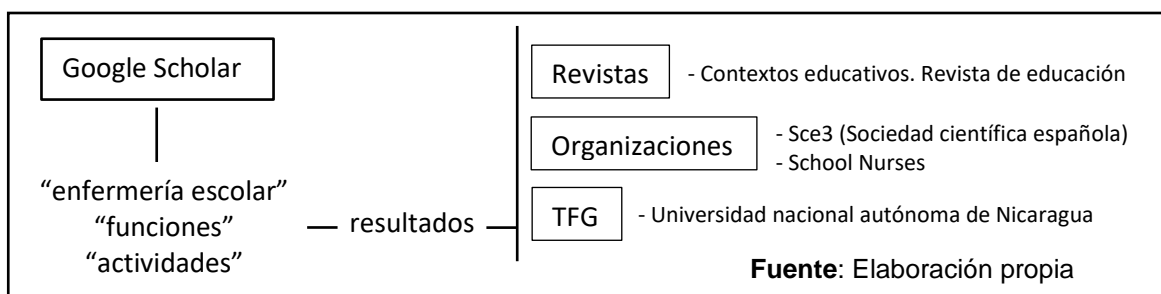 Google Scholar
“enfermería escolar”
“funciones”
“actividades”
resultados
Revistas
- Contextos educativos. Revista de educación
Organizaciones
- Sce3 (Sociedad científica española)
- School Nurses
TFG
- Universidad nacional autónoma de Nicaragua
Fuente: Elaboración propia